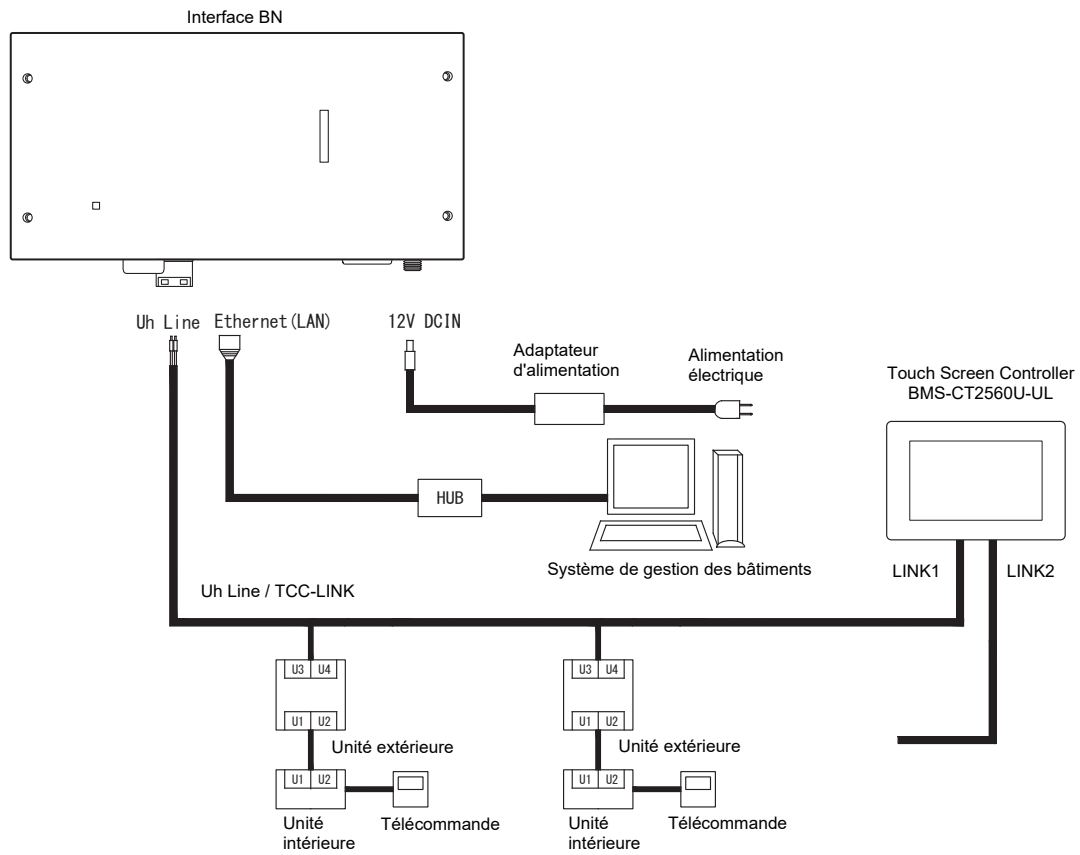 Interface BN
Uh Line
Ethernet(LAN)
12V DCIN
Adaptateur
d'alimentation
Alimentation
électrique
Touch Screen Controller
BMS-CT2560U-UL
HUB
Système de gestion des bâtiments
LINK1
LINK2
Uh Line / TCC-LINK
U3 U4
U1 U2
Unité extérieure
U1 U2
Unité
intérieure
Télécommande
U3 U4
U1 U2
Unité extérieure
U1 U2
Unité
intérieure
Télécommande